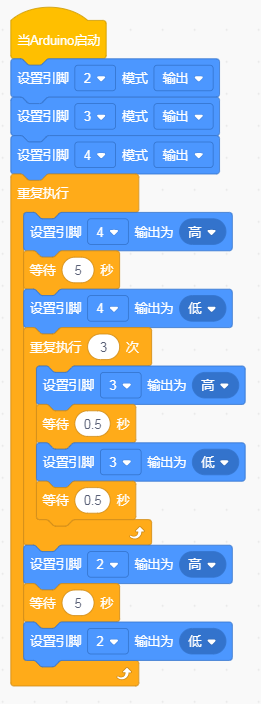 当Arduino启动
设置引脚 2 模式 输出
设置引脚 3 模式 输出
设置引脚 4 模式 输出
重复执行
设置引脚 4 输出为 高
等待 5 秒
设置引脚 4 输出为 低
重复执行 3 次
设置引脚 3 输出为 高
等待 0.5 秒
设置引脚 3 输出为 低
等待 0.5 秒
设置引脚 2 输出为 高
等待 5 秒
设置引脚 2 输出为 低